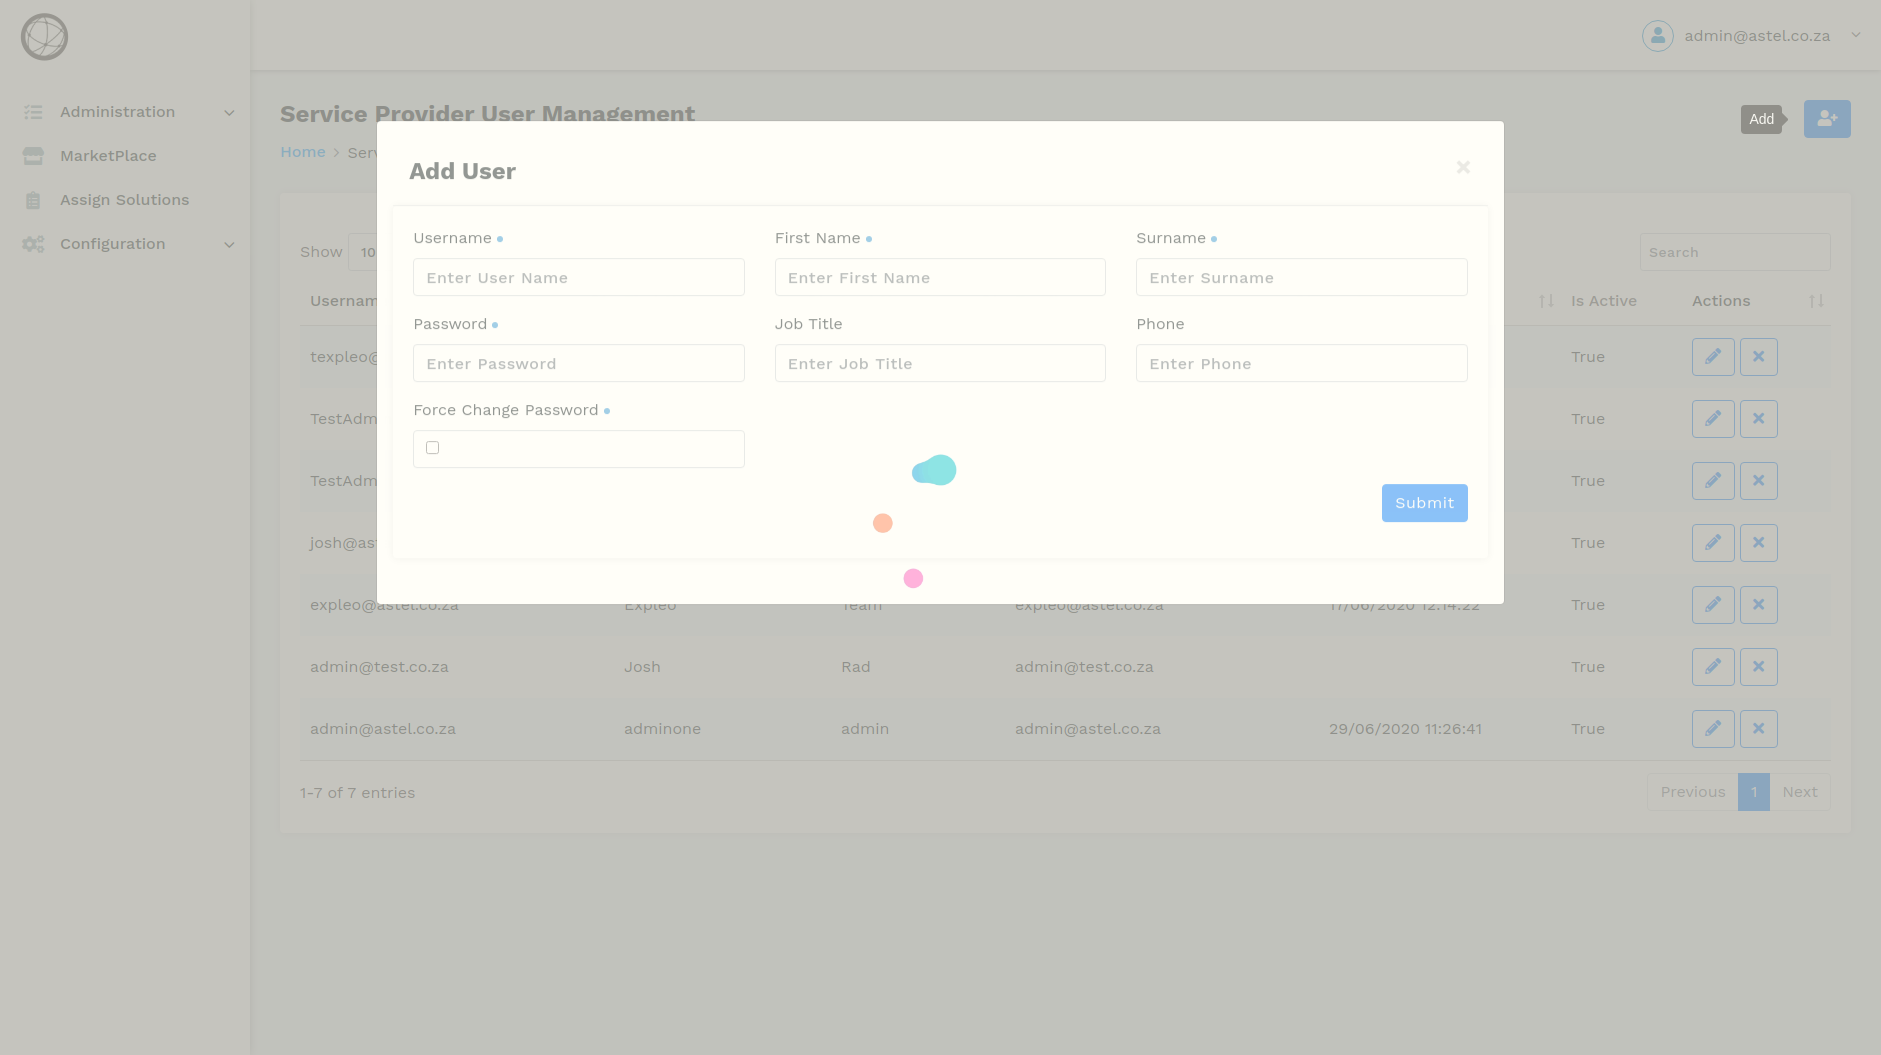 admin@astel.co.za
Administration
MarketPlace
Assign Solutions
Configuration
Service Provider User Management
Add
Home > Serv
Add User
×
Username
First Name
Surname
Enter User Name
Enter First Name
Enter Surname
Password
Job Title
Phone
Enter Password
Enter Job Title
Enter Phone
Force Change Password
Submit
Show 10
Search
Usernam
Is Active
Actions
texpleo@
True
TestAdm
True
TestAdm
True
josh@as
True
expleo@astel.co.za Expleo Team expleo@astel.co.za 17/06/2020 12:14:22 True
admin@test.co.za Josh Rad admin@test.co.za True
admin@astel.co.za adminone admin admin@astel.co.za 29/06/2020 11:26:41 True
1-7 of 7 entries
Previous 1 Next